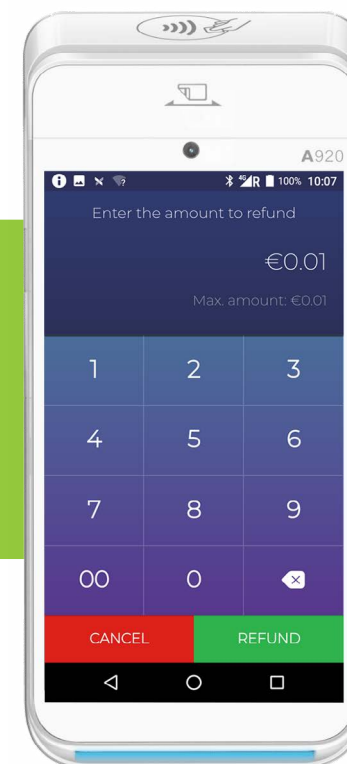 A920
4G R 100% 10:07
Enter the amount to refund
€0.01
Max. amount: €0.01
1 2 3
4 5 6
7 8 9
00 0
CANCEL REFUND